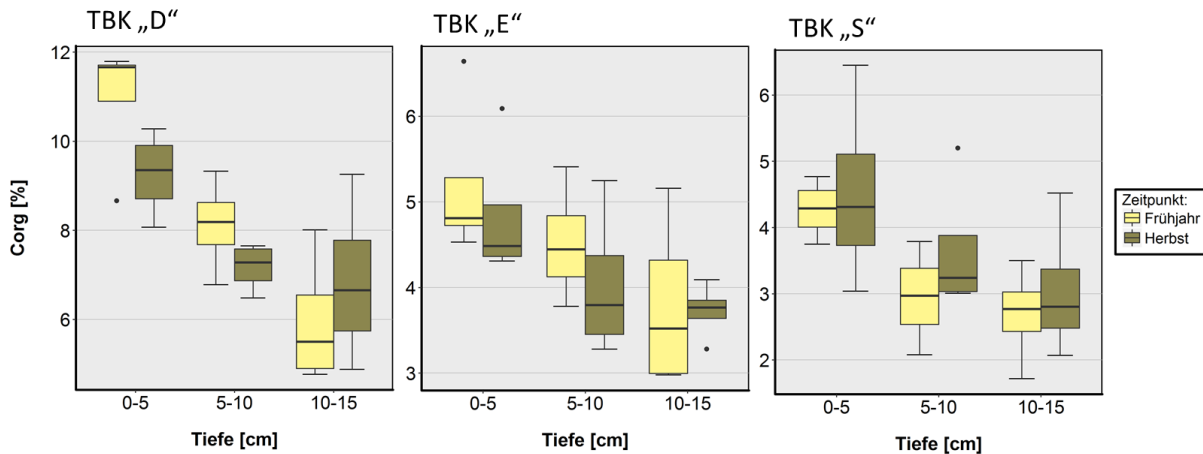 TBK „D“
TBK „E“
TBK „S“
Corg [%]
12
10
8
6
0-5
5-10
10-15
Tiefe [cm]
6
5
4
3
0-5
5-10
10-15
Tiefe [cm]
6
5
4
3
2
0-5
5-10
10-15
Tiefe [cm]
Zeitpunkt:
Frühjahr
Herbst